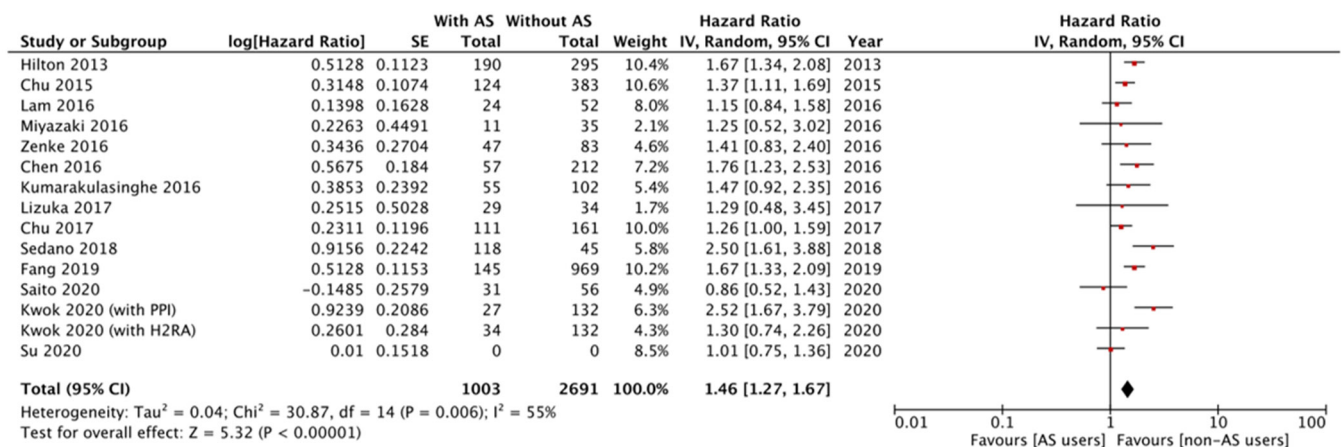 With AS Without AS Hazard Ratio Hazard Ratio
Study or Subgroup log[Hazard Ratio] SE Total Total Weight IV, Random, 95% CI Year IV, Random, 95% CI
Hilton 2013 0.5128 0.1123 190 295 10.4% 1.67 [1.34, 2.08] 2013
Chu 2015 0.3148 0.1074 124 383 10.6% 1.37 [1.11, 1.69] 2015
Lam 2016 0.1398 0.1628 24 52 8.0% 1.15 [0.84, 1.58] 2016
Miyazaki 2016 0.2263 0.4491 11 35 2.1% 1.25 [0.52, 3.02] 2016
Zenke 2016 0.3436 0.2704 47 83 4.6% 1.41 [0.83, 2.40] 2016
Chen 2016 0.5675 0.184 57 212 7.2% 1.76 [1.23, 2.53] 2016
Kumarakulasinghe 2016 0.3853 0.2392 55 102 5.4% 1.47 [0.92, 2.35] 2016
Lizuka 2017 0.2515 0.5028 29 34 1.7% 1.29 [0.48, 3.45] 2017
Chu 2017 0.2311 0.1196 111 161 10.0% 1.26 [1.00, 1.59] 2017
Sedano 2018 0.9156 0.2242 118 45 5.8% 2.50 [1.61, 3.88] 2018
Fang 2019 0.5128 0.1153 145 969 10.2% 1.67 [1.33, 2.09] 2019
Saito 2020 −0.1485 0.2579 31 56 4.9% 0.86 [0.52, 1.43] 2020
Kwok 2020 (with PPI) 0.9239 0.2086 27 132 6.3% 2.52 [1.67, 3.79] 2020
Kwok 2020 (with H2RA) 0.2601 0.284 34 132 4.3% 1.30 [0.74, 2.26] 2020
Su 2020 0.01 0.1518 0 0 8.5% 1.01 [0.75, 1.36] 2020
Total (95% CI) 1003 2691 100.0% 1.46 [1.27, 1.67]
Heterogeneity: Tau² = 0.04; Chi² = 30.87, df = 14 (P = 0.006); I² = 55%
Test for overall effect: Z = 5.32 (P < 0.00001)
0.01 0.1 1 10 100
Favours [AS users] Favours [non-AS users]